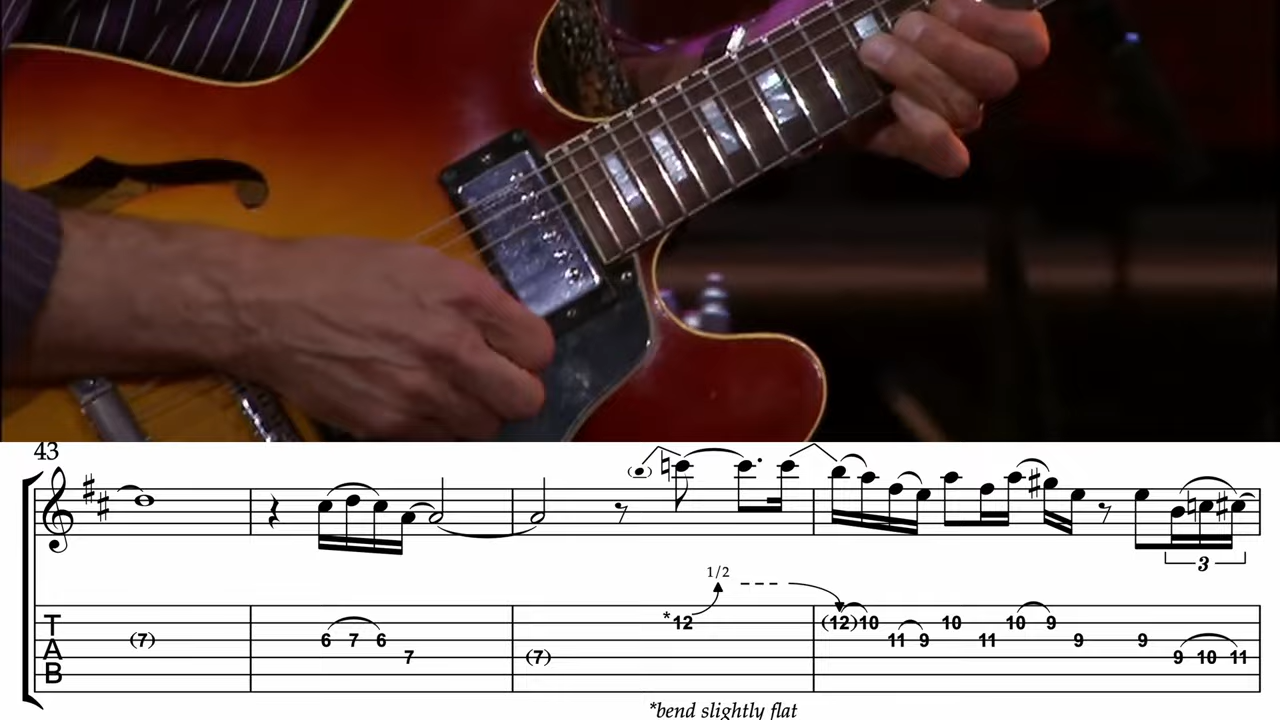 43
1/2
T
A
B
(7) 6 7 6 7 (7) *12 (12) 10 11 9 10 11 10 9 9 9 9 10 11
3
*bend slightly flat